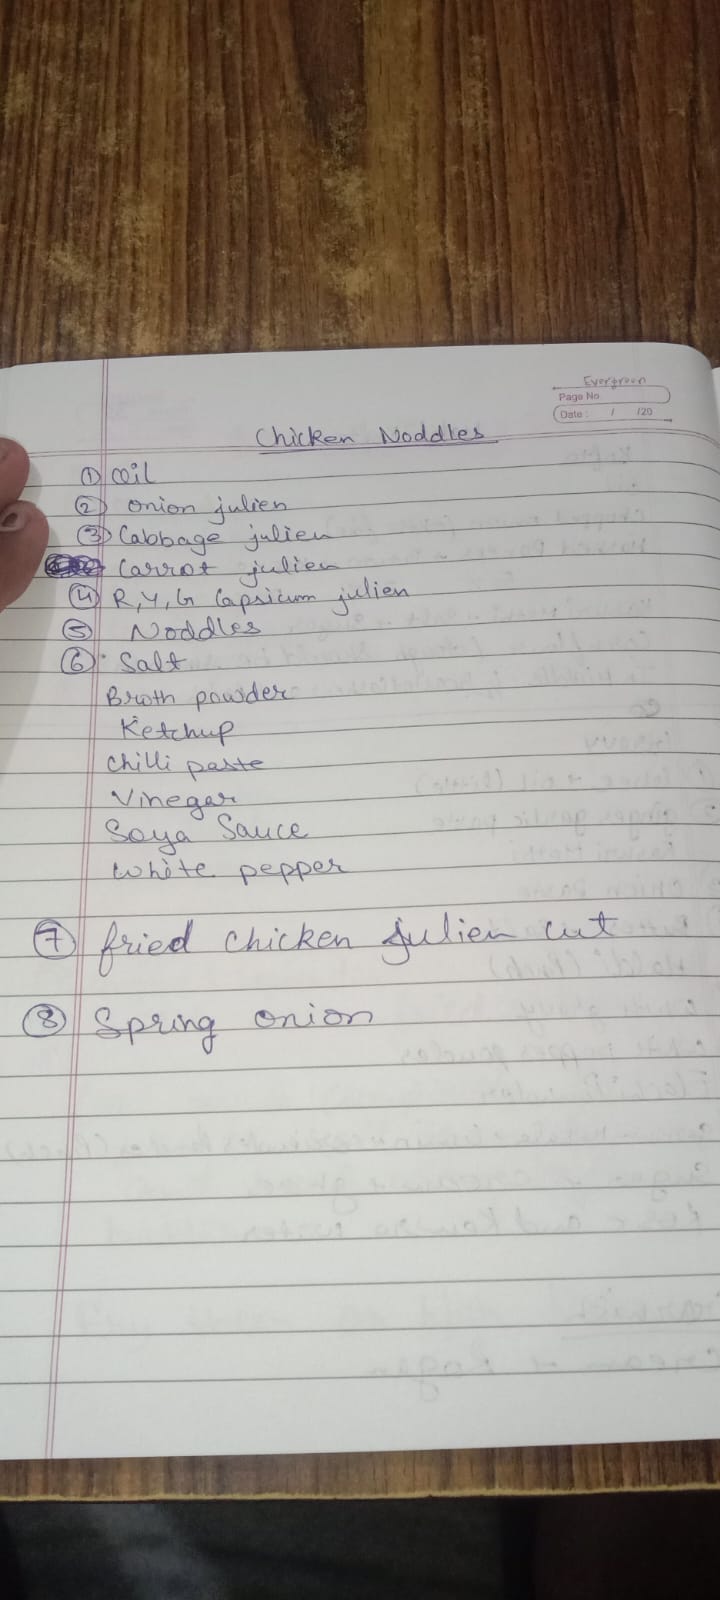 Evergreen
Page No
Date : / /20
Chicken Noddles
① oil
② onion julien
③ Cabbage julien
Carrot julien
④ R, Y, G Capsicum julien
⑤ Noddles
⑥ Salt
Broth powder
Ketchup
Chilli paste
Vinegar
Soya Sauce
White pepper
⑦ fried chicken julien cut
⑧ Spring onion